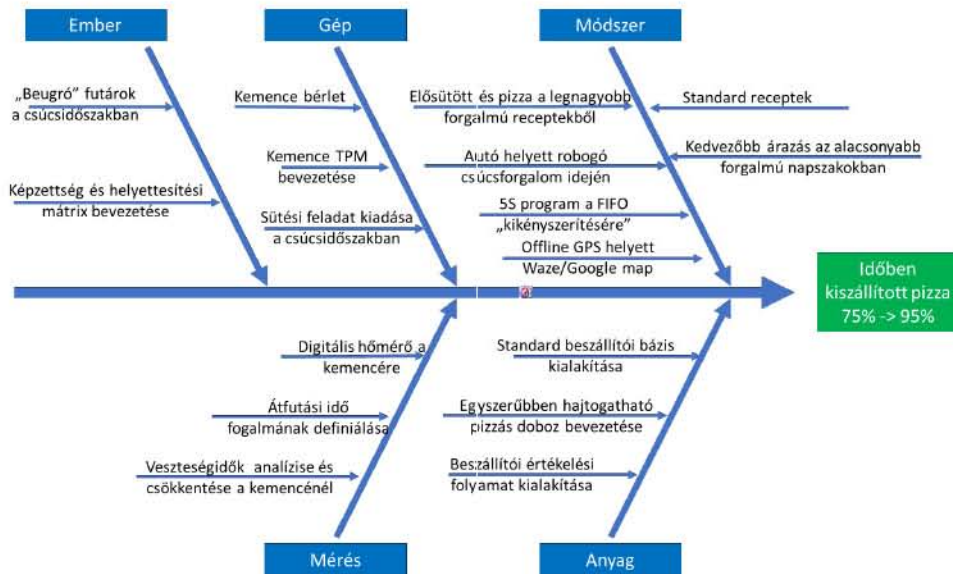 Ember
Gép
Módszer
„Beugró” futárok
a csúcsidőszakban
Képzettség és helyettesítési
mátrix bevezetése
Kemence bérlet
Kemence TPM
bevezetése
Sütési feladat kiadása
a csúcsidőszakban
Elősütött és pizza a legnagyobb
forgalmú receptekből
Autó helyett robogó
csúcsforgalom idején
5S program a FIFO
„kikényszerítésére”
Offline GPS helyett
Waze/Google map
Standard receptek
Kedvezőbb árazás az alacsonyabb
forgalmú napszakokban
Időben
kiszállított pizza
75% -> 95%
Digitális hőmérő a
kemencére
Átfutási idő
fogalmának definiálása
Veszteségidők analízise és
csökkentése a kemencénél
Standard beszállítói bázis
kialakítása
Egyszerűbben hajtogatható
pizzás doboz bevezetése
Beszállítói értékelési
folyamat kialakítása
Mérés
Anyag